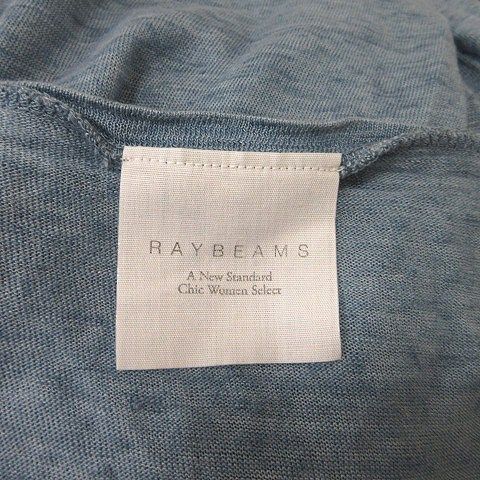 RAYBEAMS
A New Standard
Chic Women Select